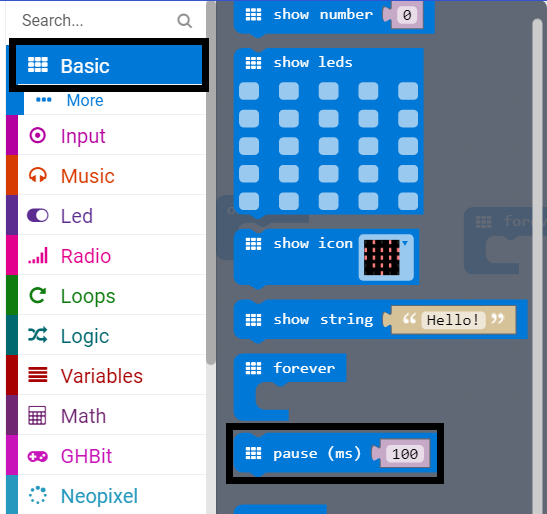 Search...
Basic
More
Input
Music
Led
Radio
Loops
Logic
Variables
Math
GHBit
Neopixel
show number 0
show leds
show icon
show string “ Hello! ”
forever
pause (ms) 100